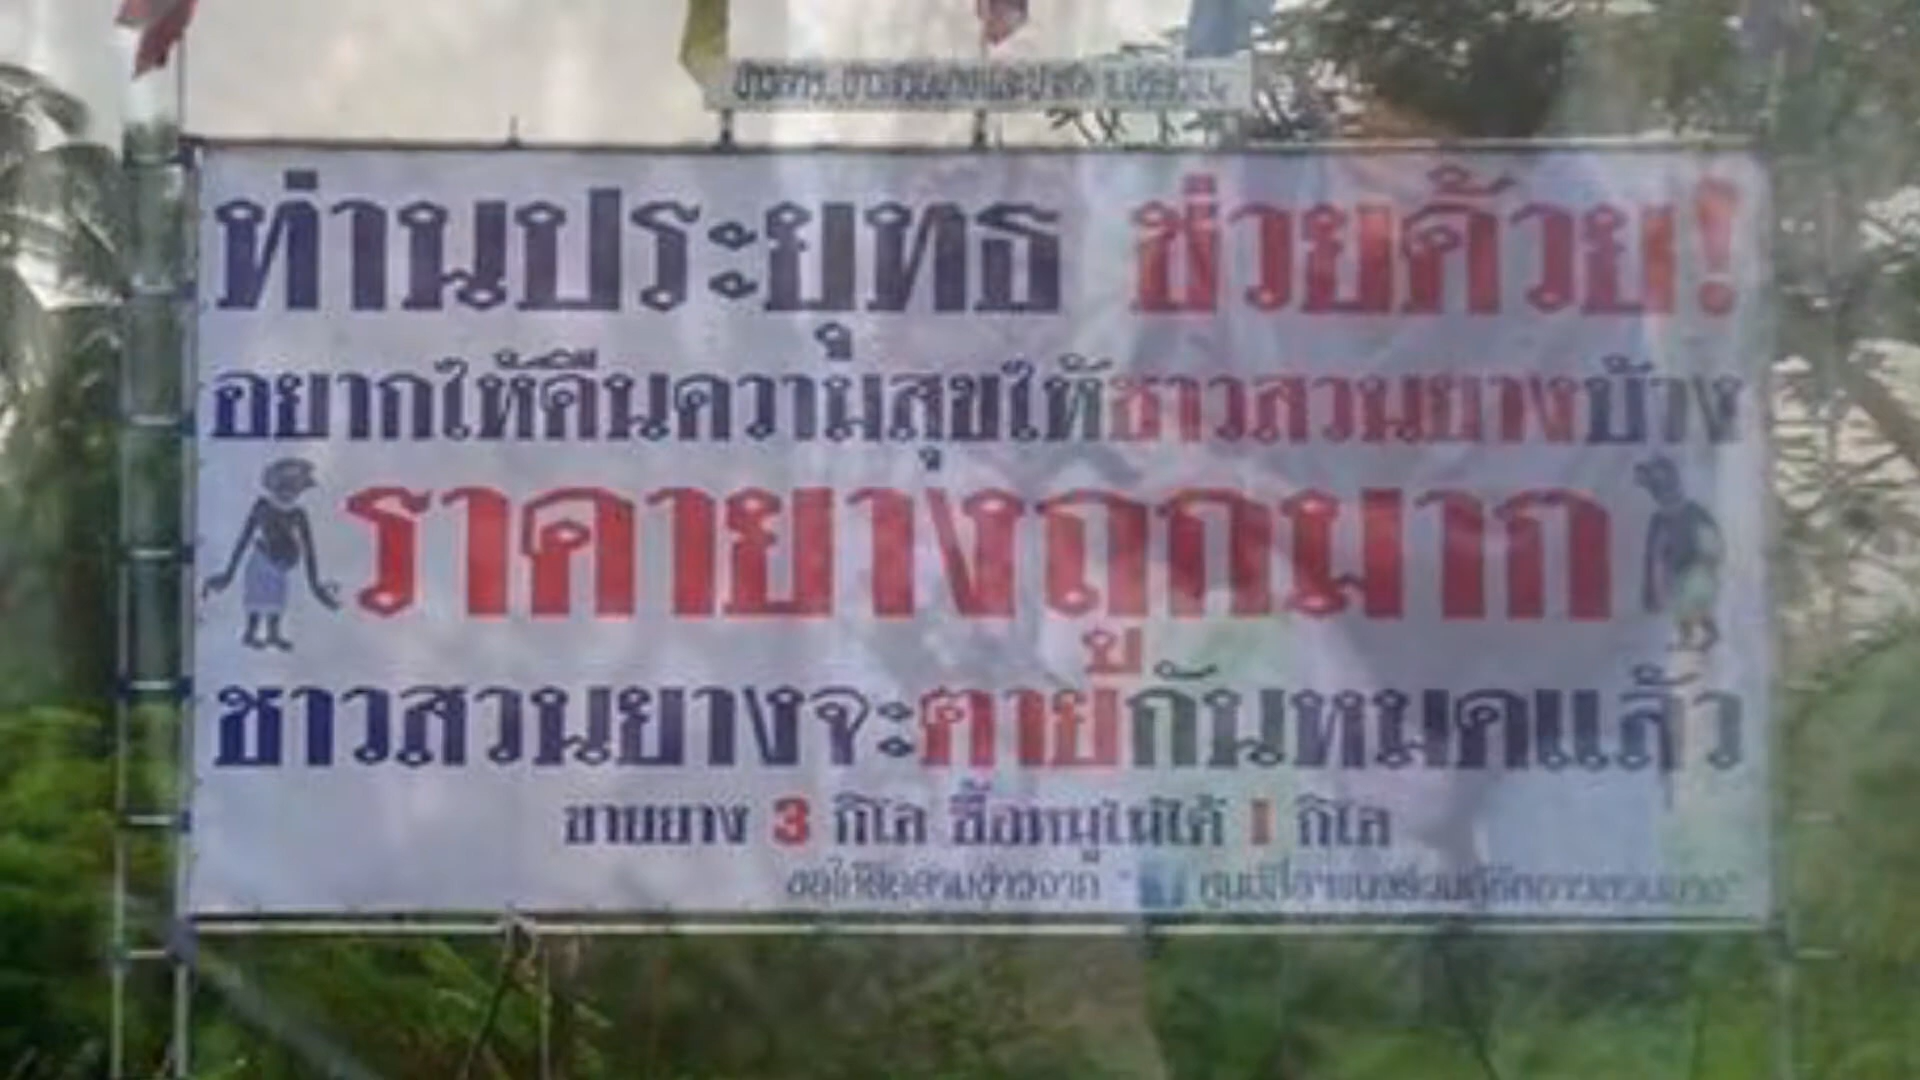 ท่านประยุทธ ช่วยด้วย!
อยากให้คืนความสุขให้ชาวสวนยางบ้าง
ราคายางถูกมาก
ชาวสวนยางจะตายกันหมดแล้ว
ขายยาง 3 กิโล ซื้อหมูไม่ได้ 1 กิโล